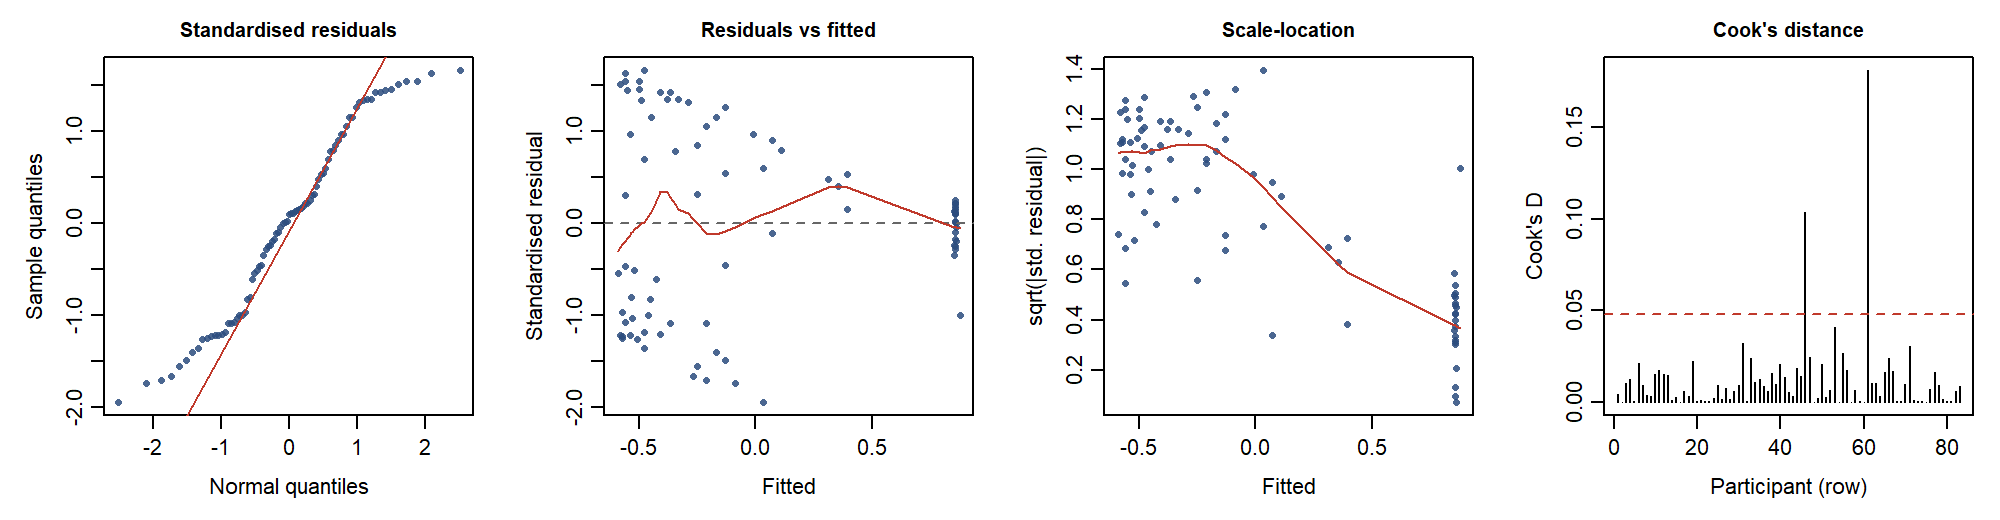 Standardised residuals
Sample quantiles
-2.0 -1.0 0.0 1.0
-2 -1 0 1 2
Normal quantiles
Residuals vs fitted
Standardised residual
-2.0 -1.0 0.0 1.0
-0.5 0.0 0.5
Fitted
Scale-location
sqrt(|std. residual|)
0.2 0.4 0.6 0.8 1.0 1.2 1.4
-0.5 0.0 0.5
Fitted
Cook's distance
Cook's D
0.00 0.05 0.10 0.15
0 20 40 60 80
Participant (row)